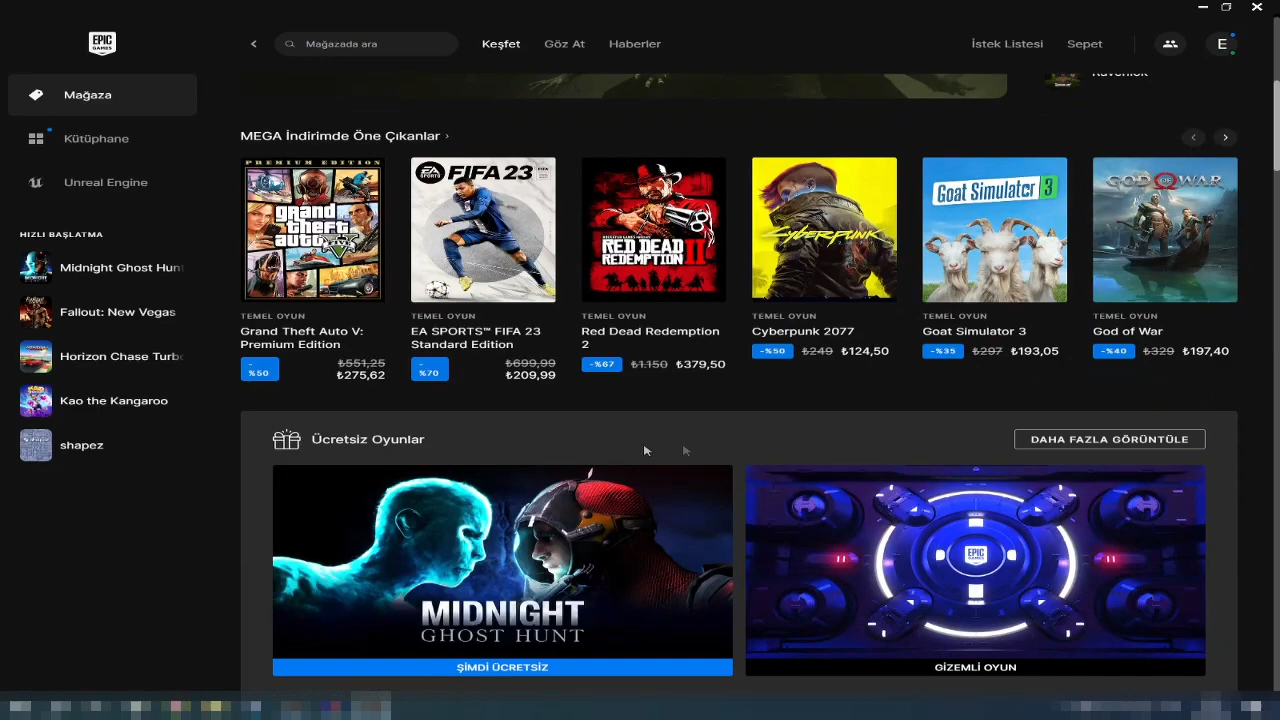 EPIC GAMES
Mağazada ara
Keşfet
Göz At
Haberler
İstek Listesi
Sepet
E
Mağaza
Kütüphane
Unreal Engine
HIZLI BAŞLATMA
Midnight Ghost Hunt
Fallout: New Vegas
Horizon Chase Turbo
Kao the Kangaroo
shapez
MEGA İndirimde Öne Çıkanlar
PREMIUM EDITION
grand
theft
auto V
EA SPORTS FIFA 23
RED DEAD
REDEMPTION II
Cyberpunk
Goat Simulator 3
GOD OF WAR
TEMEL OYUN
Grand Theft Auto V:
Premium Edition
-
%50
₺551,25
₺275,62
TEMEL OYUN
EA SPORTS™ FIFA 23
Standard Edition
-
%70
₺699,99
₺209,99
TEMEL OYUN
Red Dead Redemption
2
-%67 ₺1.150 ₺379,50
TEMEL OYUN
Cyberpunk 2077
-%50 ₺249 ₺124,50
TEMEL OYUN
Goat Simulator 3
-%35 ₺297 ₺193,05
TEMEL OYUN
God of War
-%40 ₺329 ₺197,40
Ücretsiz Oyunlar
DAHA FAZLA GÖRÜNTÜLE
MIDNIGHT
GHOST HUNT
ŞİMDİ ÜCRETSİZ
EPIC
GAMES
GİZEMLİ OYUN